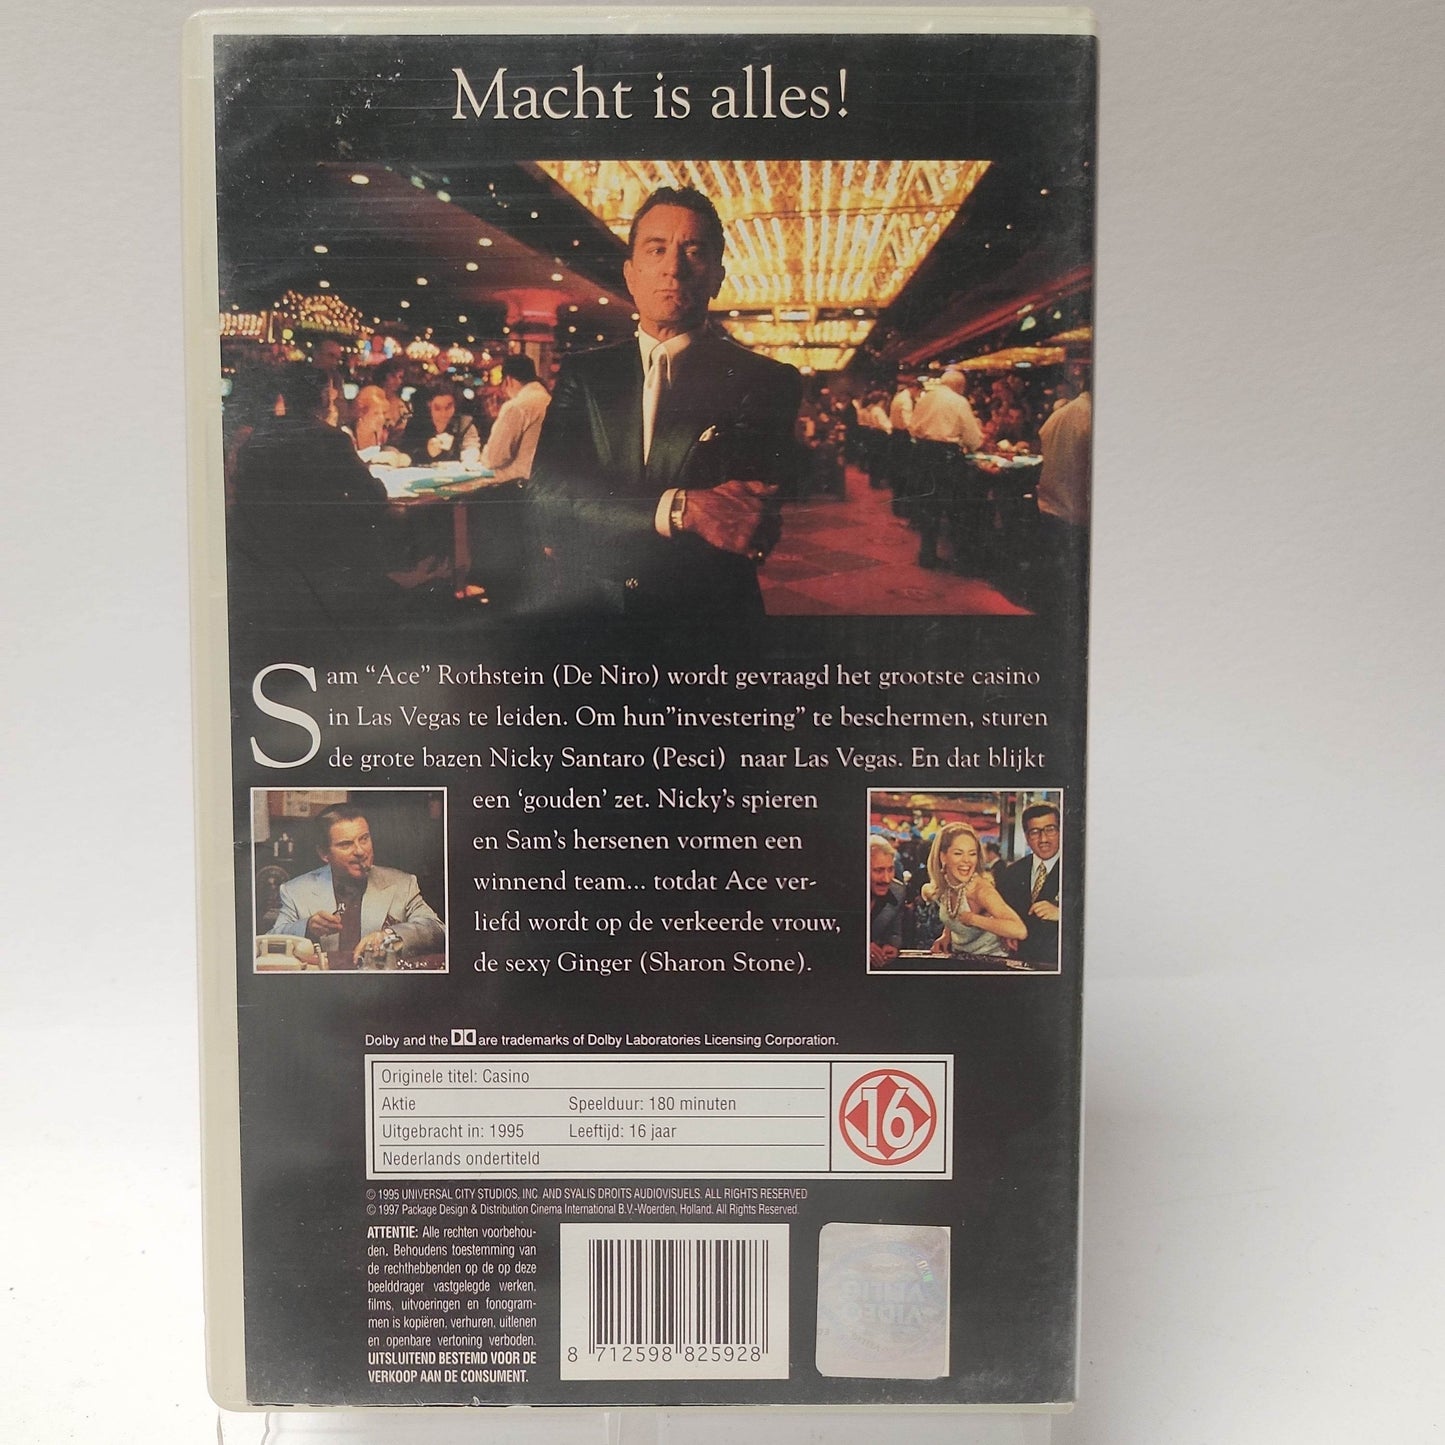 Macht is alles!
Sam “Ace” Rothstein (De Niro) wordt gevraagd het grootste casino
in Las Vegas te leiden. Om hun”investering” te beschermen, sturen
de grote bazen Nicky Santaro (Pesci) naar Las Vegas. En dat blijkt
een ‘gouden’ zet. Nicky’s spieren
en Sam’s hersenen vormen een
winnend team... totdat Ace ver-
liefd wordt op de verkeerde vrouw,
de sexy Ginger (Sharon Stone).
Dolby and the DD are trademarks of Dolby Laboratories Licensing Corporation.
Originele titel: Casino
Aktie Speelduur: 180 minuten
Uitgebracht in: 1995 Leeftijd: 16 jaar
Nederlands ondertiteld
16
© 1995 UNIVERSAL CITY STUDIOS, INC. AND SYALIS DROITS AUDIOVISUELS. ALL RIGHTS RESERVED
© 1997 Package Design & Distribution Cinema International B.V.-Woerden, Holland. All Rights Reserved.
ATTENTIE: Alle rechten voorbehou-
den. Behoudens toestemming van
de rechthebbenden op de op deze
beelddrager vastgelegde werken,
films, uitvoeringen en fonogram-
men is kopiëren, verhuren, uitlenen
en openbare vertoning verboden.
UITSLUITEND BESTEMD VOOR DE
VERKOOP AAN DE CONSUMENT.
8 712598 825928